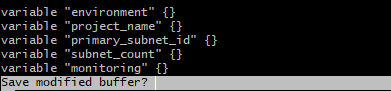 variable "environment" {}
variable "project_name" {}
variable "primary_subnet_id" {}
variable "subnet_count" {}
variable "monitoring" {}
Save modified buffer?